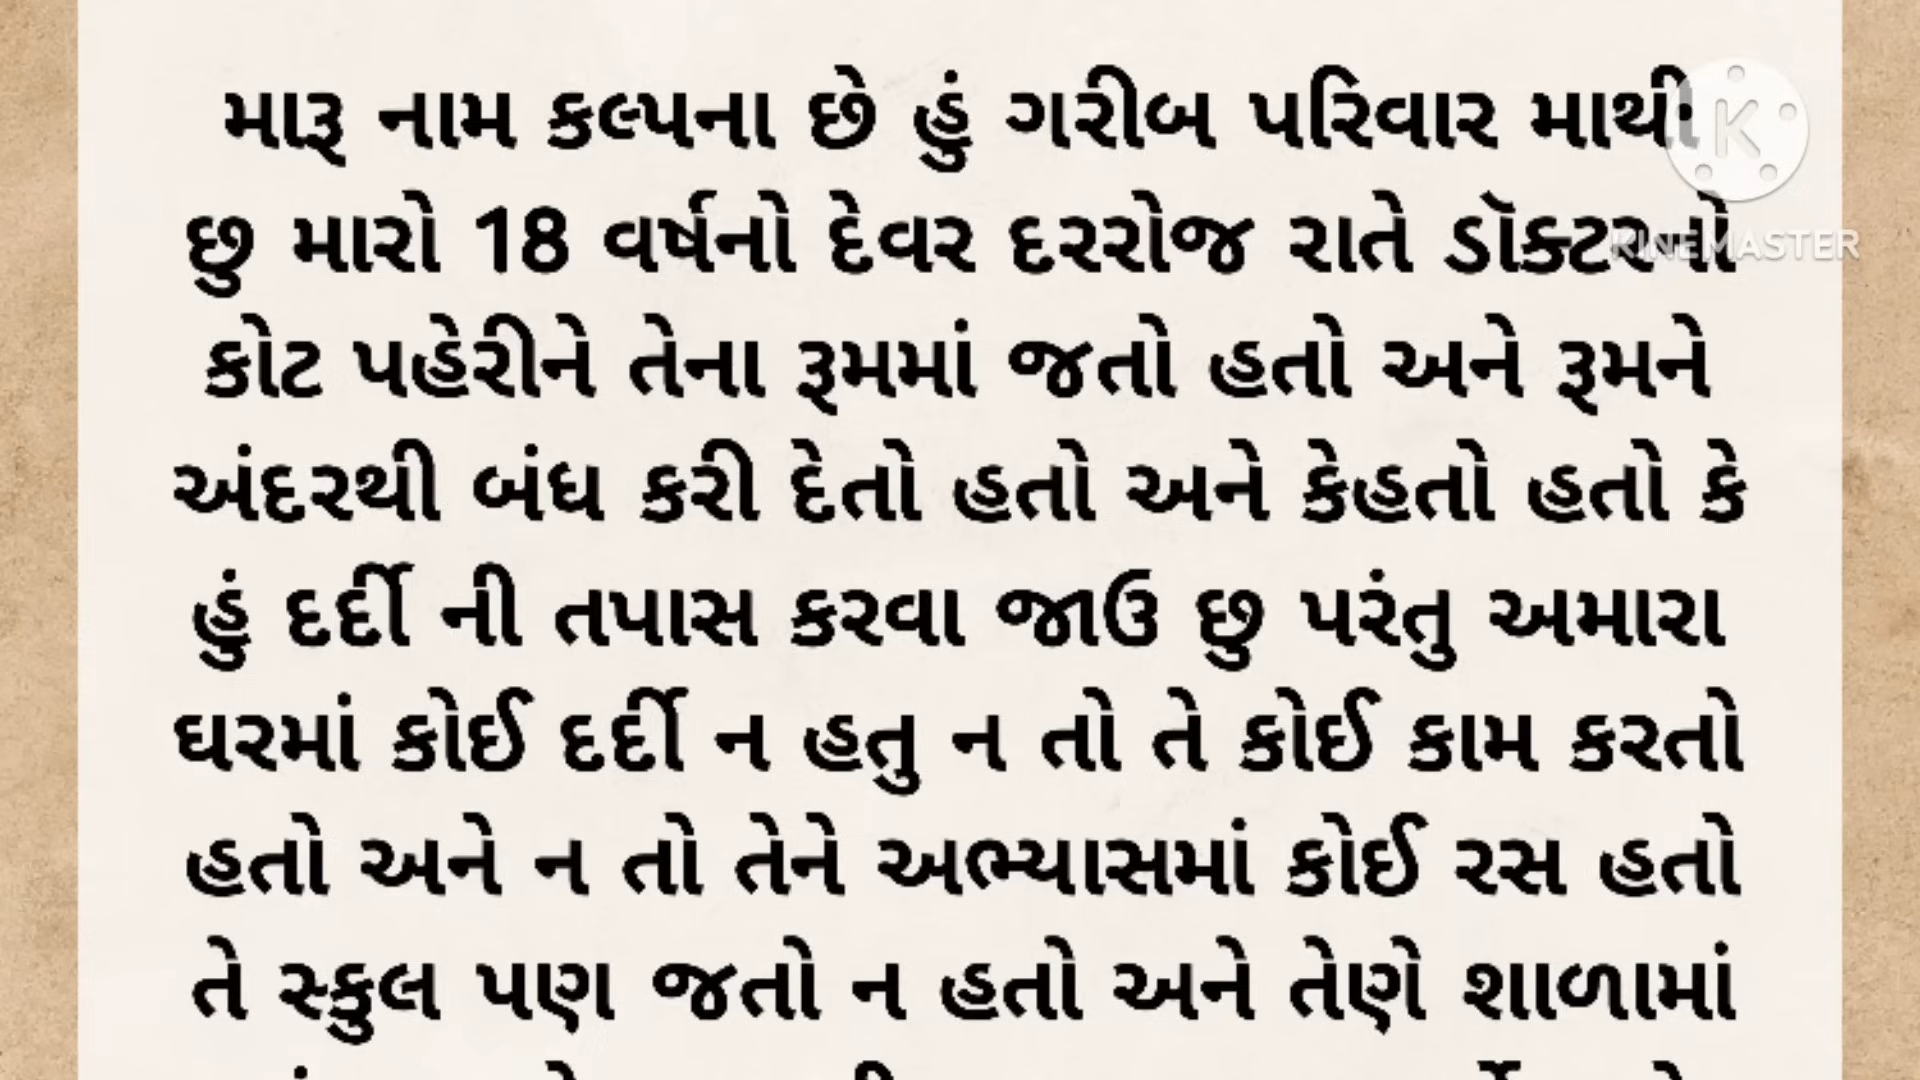 મારૂ નામ કલ્પના છે હું ગરીબ પરિવાર માથી
છુ મારો 18 વર્ષનો દેવર દરરોજ રાતે ડૉક્ટરનો
કોટ પહેરીને તેના રૂમમાં જતો હતો અને રૂમને
અંદરથી બંધ કરી દેતો હતો અને કેહતો હતો કે
હું દર્દી ની તપાસ કરવા જાઉ છુ પરંતુ અમારા
ઘરમાં કોઈ દર્દી ન હતુ ન તો તે કોઈ કામ કરતો
હતો અને ન તો તેને અભ્યાસમાં કોઈ રસ હતો
તે સ્કુલ પણ જતો ન હતો અને તેણે શાળામાં
K
KINEMASTER